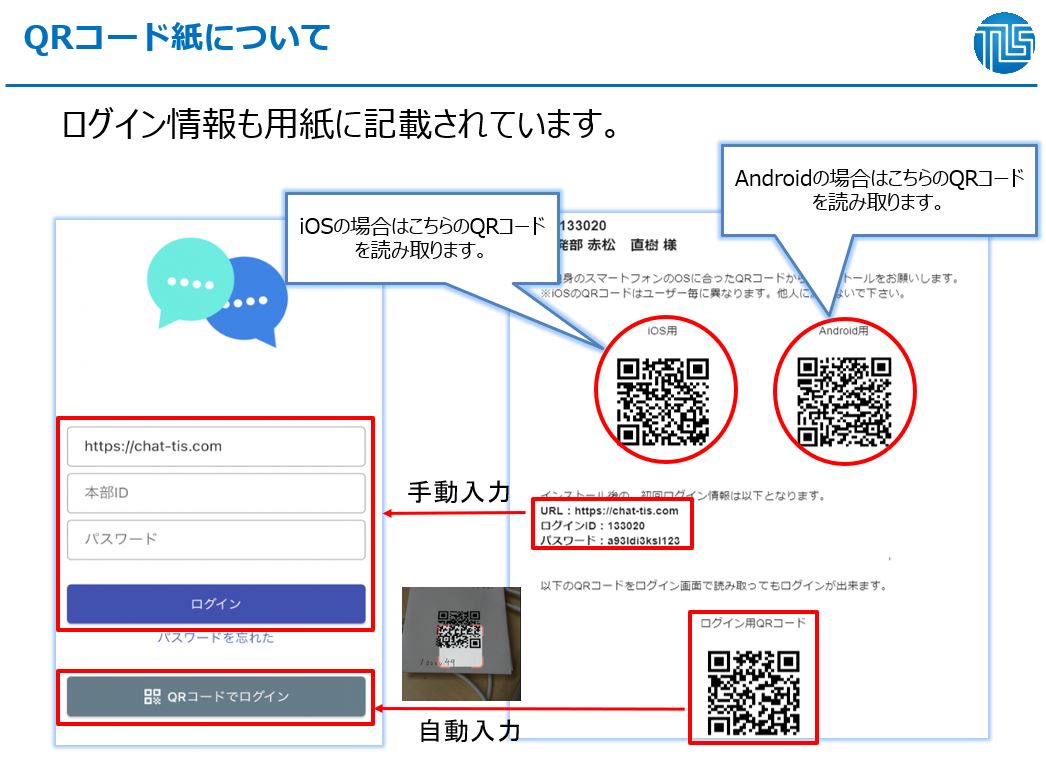 QRコード紙について
TLS
ログイン情報も用紙に記載されています。
Androidの場合はこちらのQRコード
を読み取ります。
iOSの場合はこちらのQRコード
を読み取ります。
133020
発部 赤松　直樹 様
身のスマートフォンのOSに合ったQRコードから
トールをお願いします。
※iOSのQRコードはユーザー毎に異なります。他人に
ないで下さい。
iOS用
Android用
https://chat-tis.com
本部ID
パスワード
ログイン
パスワードを忘れた
QRコードでログイン
手動入力
インストール後の、初回ログイン情報は以下となります。
URL：https://chat-tis.com
ログインID：133020
パスワード：a93ldi3ksl123
以下のQRコードをログイン画面で読み取ってもログインが出来ます。
ログイン用QRコード
自動入力